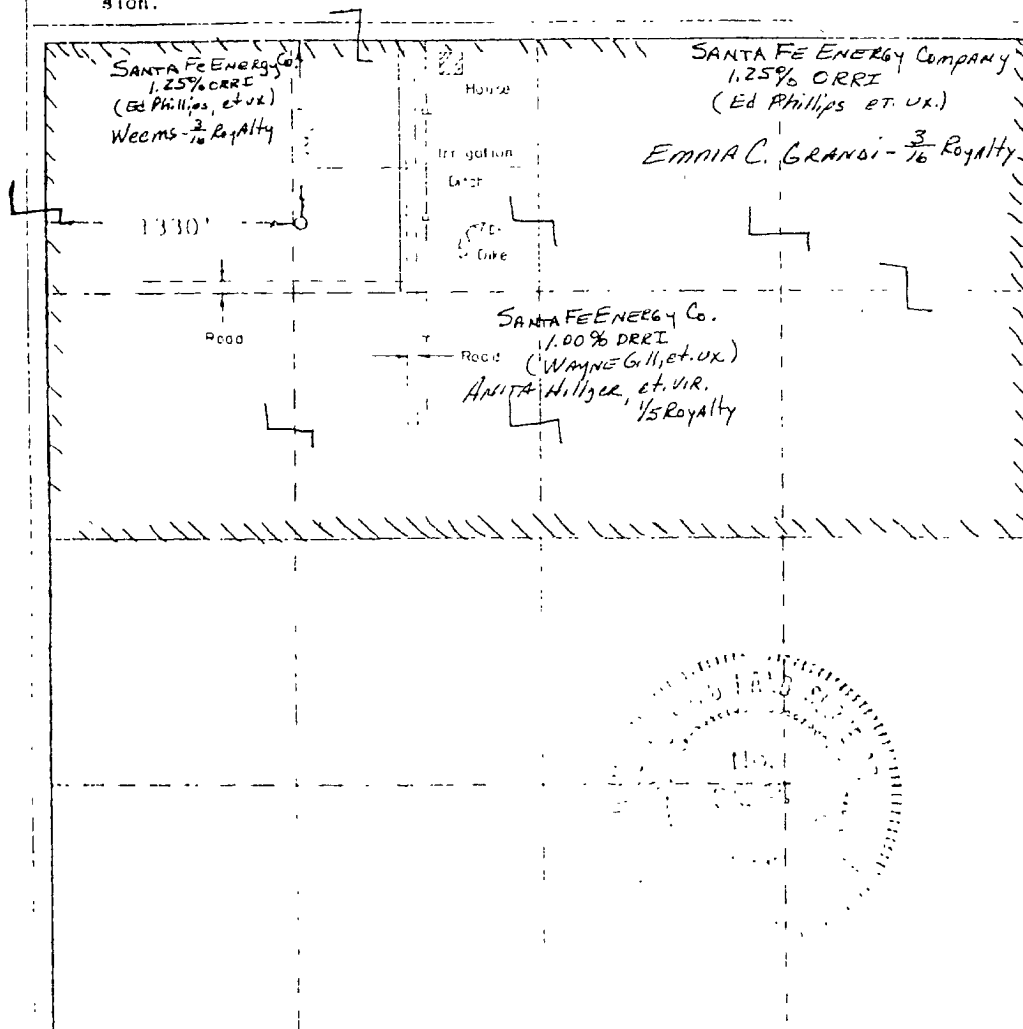 sion.
SANTA FE ENERGY Co.
1.25% ORRI
(Ed Phillips, et ux)
Weems - 3/16 Royalty
House
Irrigation
Ditch
Dike
1330'
Road
SANTA FE ENERGY COMPANY
1.25% ORRI
(Ed Phillips et. ux.)
EMMA C. GRANDI - 3/16 Royalty
SANTA FE ENERGY Co.
1.00% ORRI
(WAYNE Gill, et. ux)
ANITA Hillger, et. vir.
1/5 Royalty
Road
No.